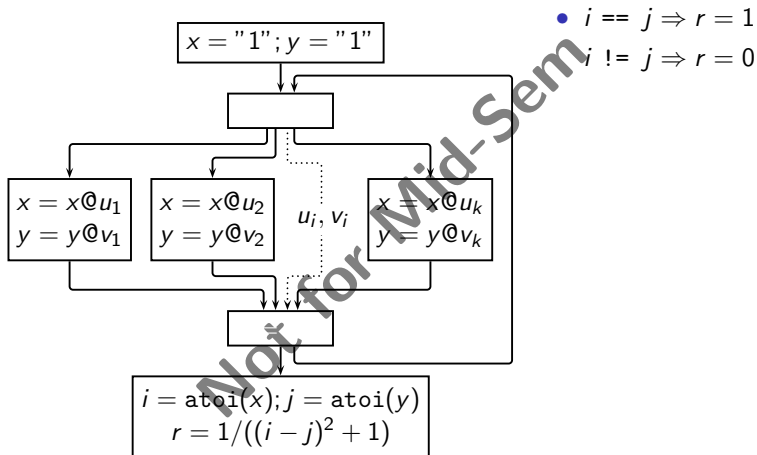 x = "1"; y = "1"
• i == j ⇒ r = 1
i != j ⇒ r = 0
x = x@u₁
y = y@v₁
x = x@u₂
y = y@v₂
uᵢ, vᵢ
x = x@uₖ
y = y@vₖ
Not for Mid-Sem
i = atoi(x); j = atoi(y)
r = 1/((i − j)² + 1)